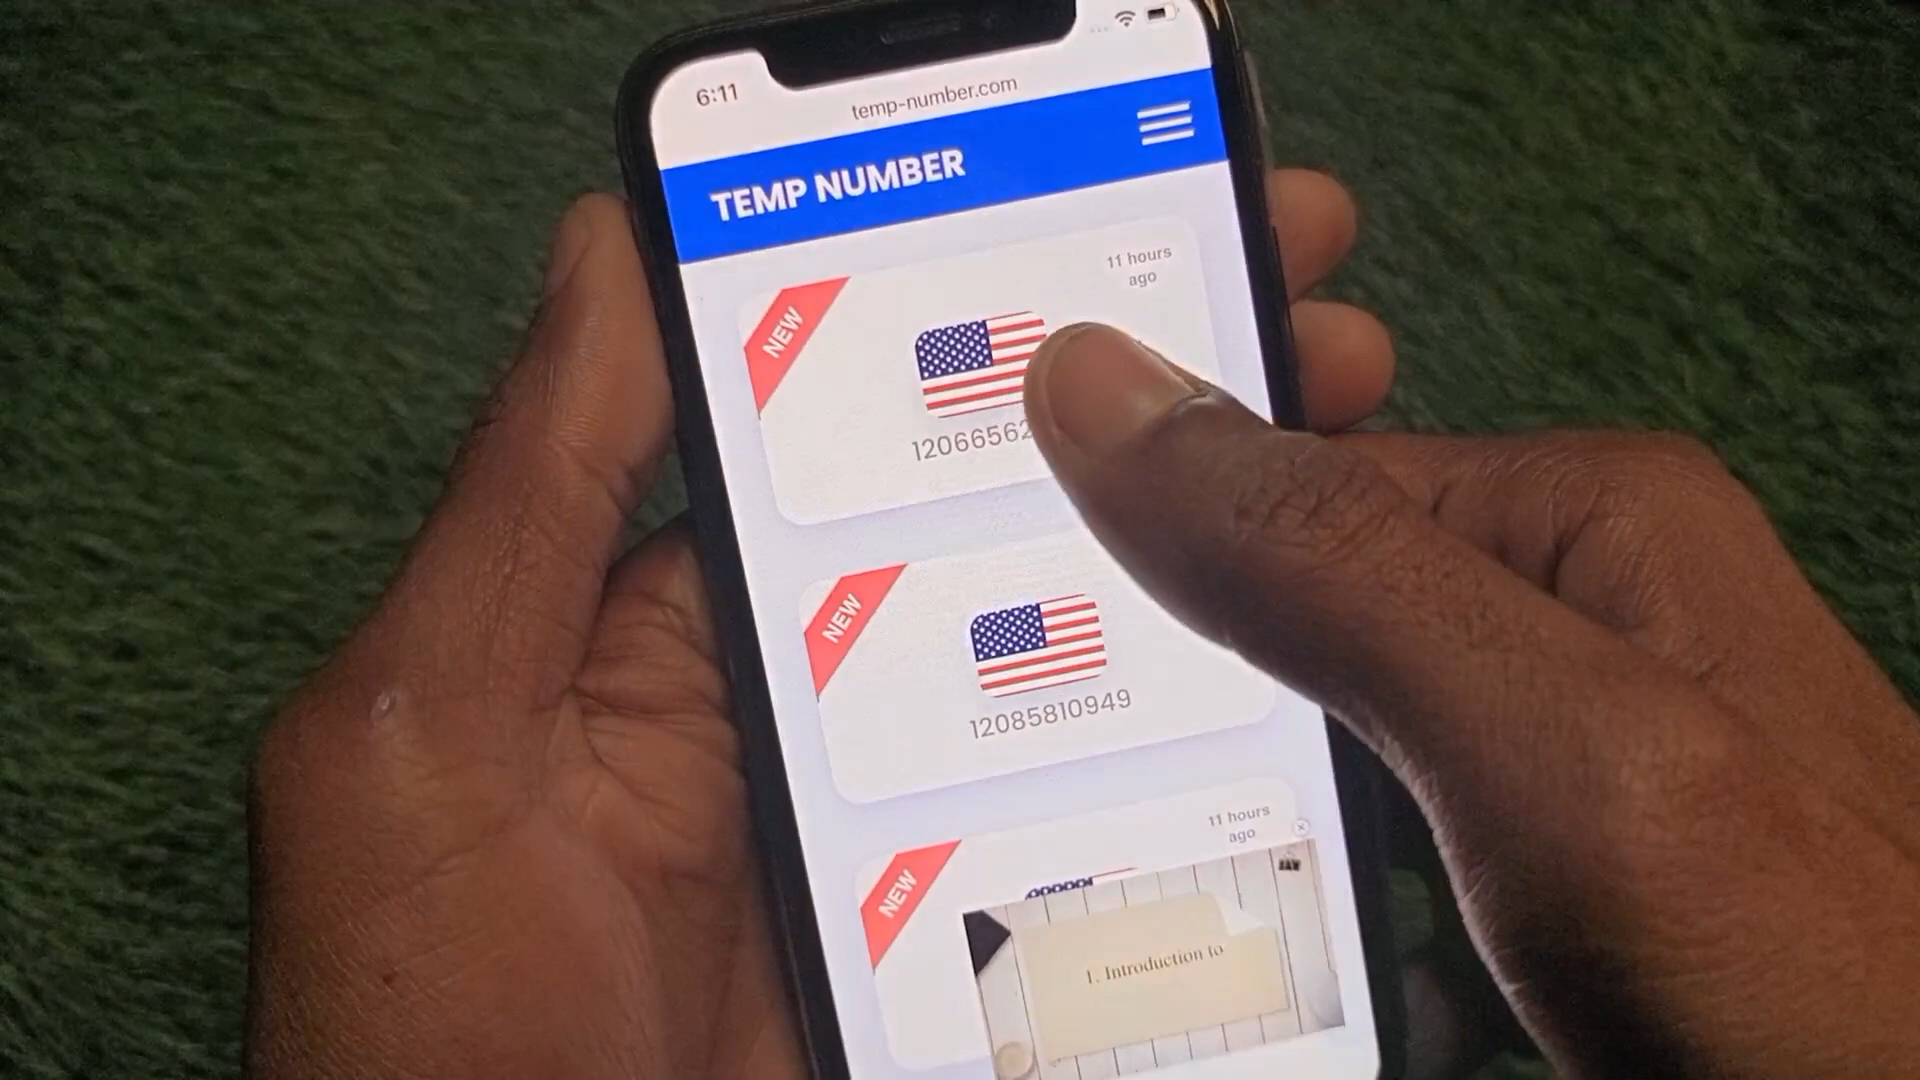 6:11
temp-number.com
TEMP NUMBER
11 hours
ago
NEW
12066562
NEW
12085810949
11 hours
ago
NEW
1. Introduction to